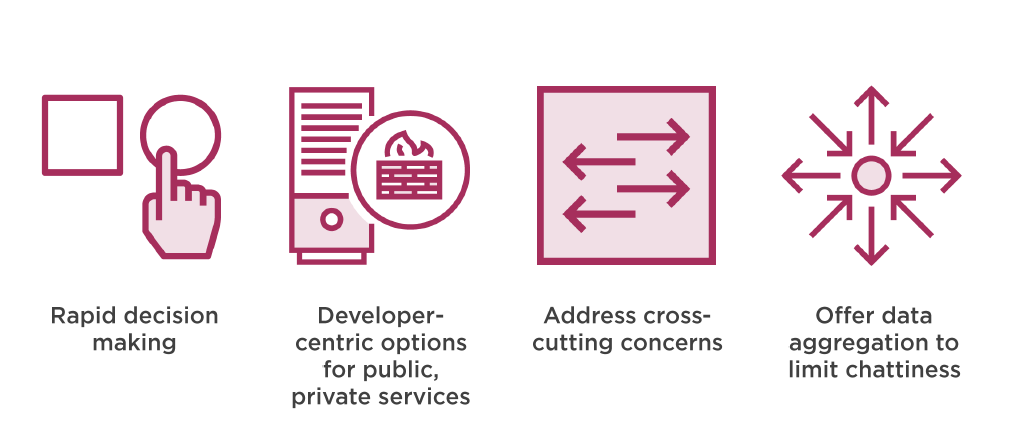 Rapid decision
making
Developer-
centric options
for public,
private services
Address cross-
cutting concerns
Offer data
aggregation to
limit chattiness